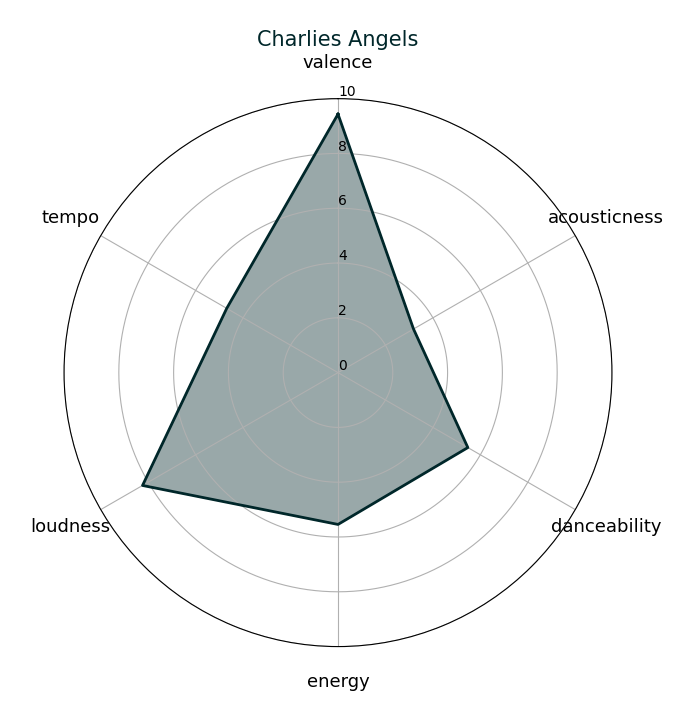 Charlies Angels
valence
10
8
tempo
6
acousticness
4
2
0
loudness
danceability
energy